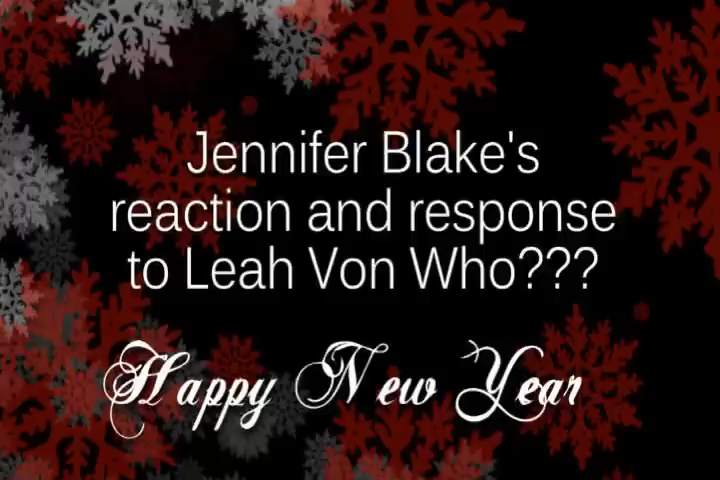 Jennifer Blake's
reaction and response
to Leah Von Who???
Happy New Year